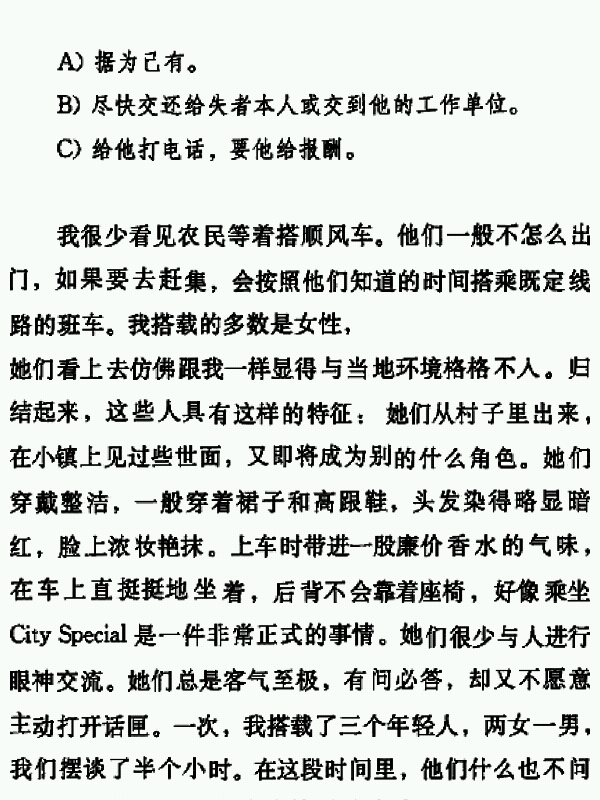 A) 据为己有。
B) 尽快交还给失者本人或交到他的工作单位。
C) 给他打电话，要他给报酬。
我很少看见农民等着搭顺风车。他们一般不怎么出
门，如果要去赶集，会按照他们知道的时间搭乘既定线
路的班车。我搭载的多数是女性，
她们看上去仿佛跟我一样显得与当地环境格格不入。归
结起来，这些人具有这样的特征：她们从村子里出来，
在小镇上见过些世面，又即将成为别的什么角色。她们
穿戴整洁，一般穿着裙子和高跟鞋，头发染得略显暗
红，脸上浓妆艳抹。上车时带进一股廉价香水的气味，
在车上直挺挺地坐着，后背不会靠着座椅，好像乘坐
City Special 是一件非常正式的事情。她们很少与人进行
眼神交流。她们总是客气至极，有问必答，却又不愿意
主动打开话匣。一次，我搭载了三个年轻人，两女一男，
我们摆谈了半个小时。在这段时间里，他们什么也不问